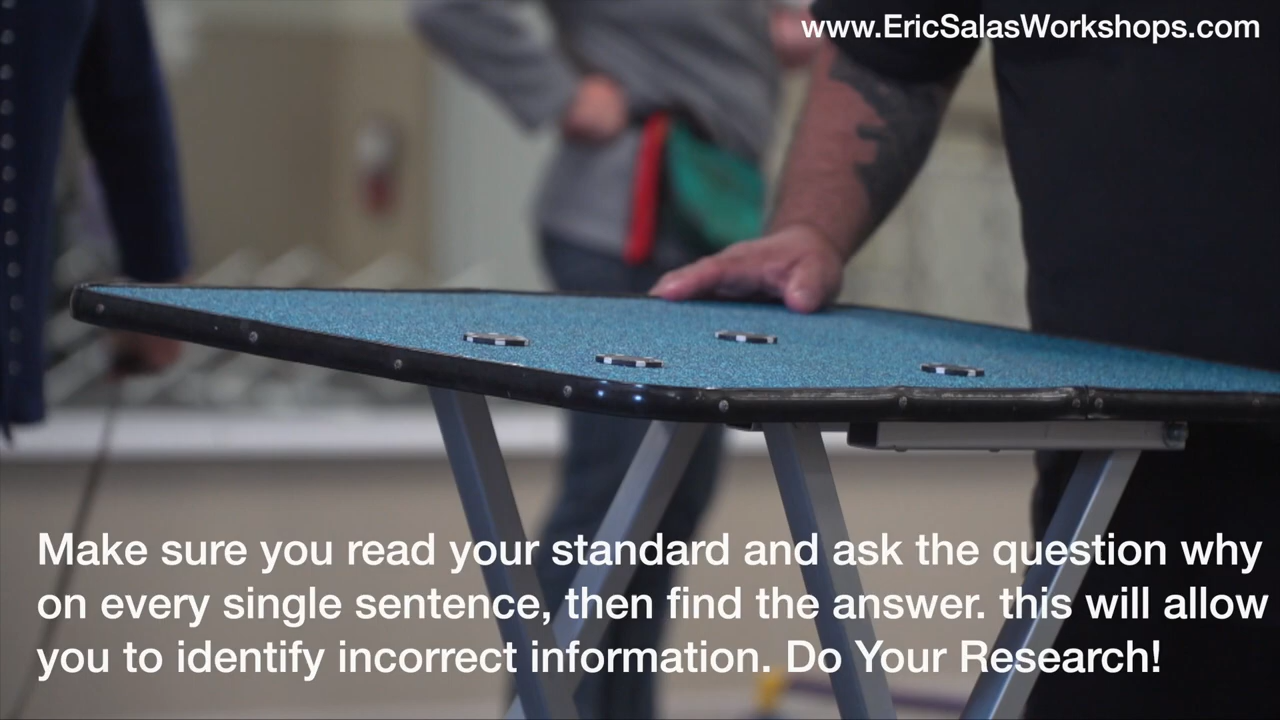 www.EricSalasWorkshops.com
Make sure you read your standard and ask the question why
on every single sentence, then find the answer. this will allow
you to identify incorrect information. Do Your Research!